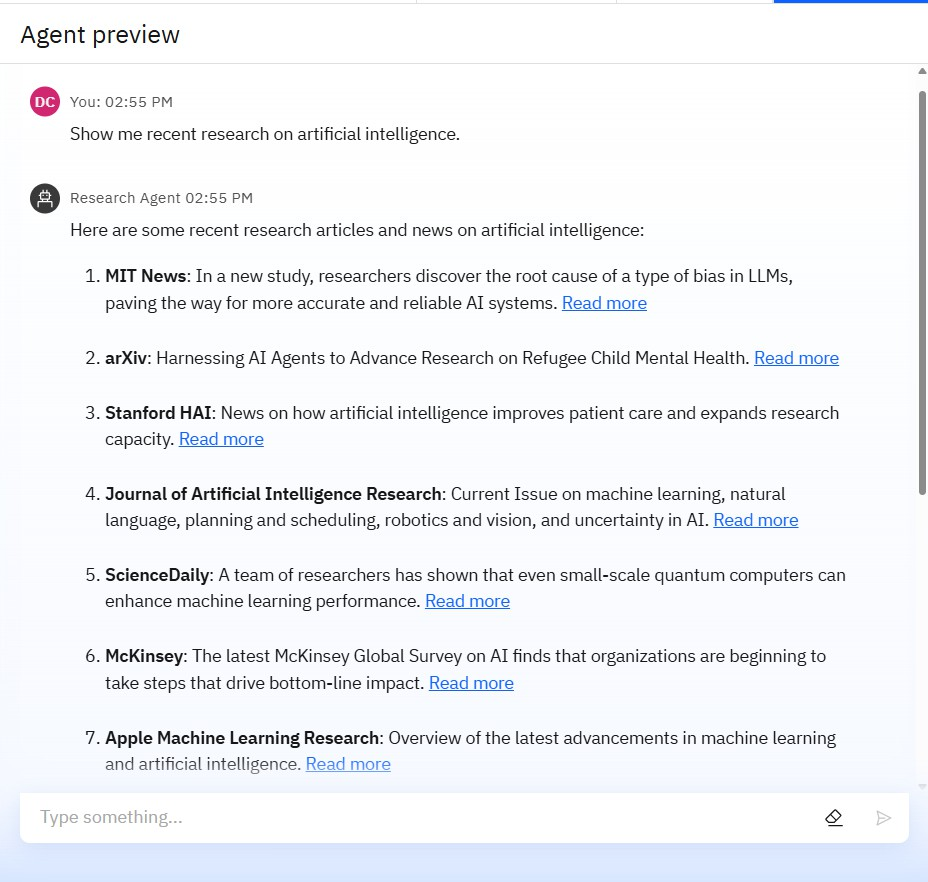 Agent preview
DC You: 02:55 PM
Show me recent research on artificial intelligence.
Research Agent 02:55 PM
Here are some recent research articles and news on artificial intelligence:
1. MIT News: In a new study, researchers discover the root cause of a type of bias in LLMs,
paving the way for more accurate and reliable AI systems. Read more
2. arXiv: Harnessing AI Agents to Advance Research on Refugee Child Mental Health. Read more
3. Stanford HAI: News on how artificial intelligence improves patient care and expands research
capacity. Read more
4. Journal of Artificial Intelligence Research: Current Issue on machine learning, natural
language, planning and scheduling, robotics and vision, and uncertainty in AI. Read more
5. ScienceDaily: A team of researchers has shown that even small-scale quantum computers can
enhance machine learning performance. Read more
6. McKinsey: The latest McKinsey Global Survey on AI finds that organizations are beginning to
take steps that drive bottom-line impact. Read more
7. Apple Machine Learning Research: Overview of the latest advancements in machine learning
and artificial intelligence. Read more
Type something...